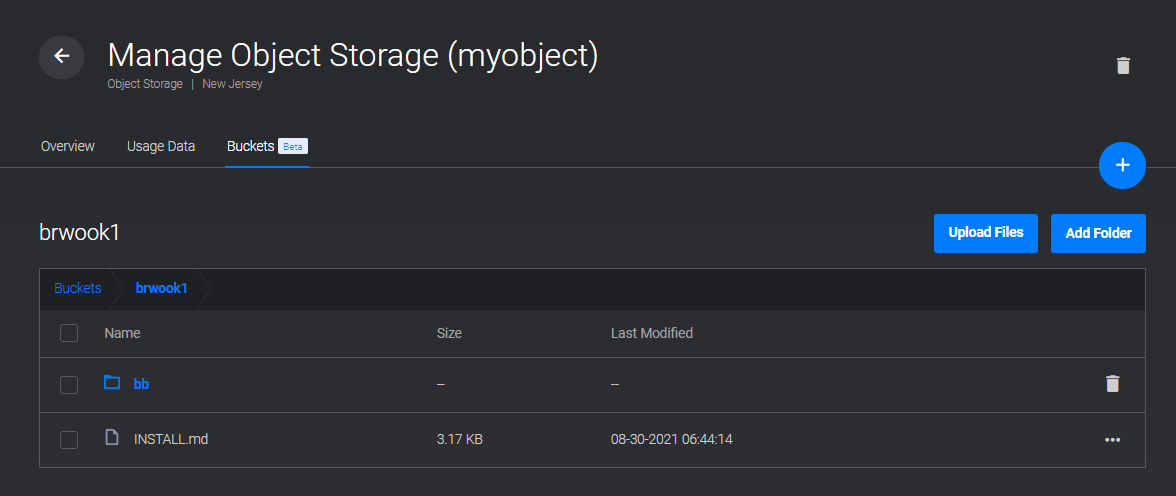 Manage Object Storage (myobject)
Object Storage | New Jersey
Overview Usage Data Buckets Beta
brwook1 Upload Files Add Folder
Buckets brwook1
Name Size Last Modified
bb -- --
INSTALL.md 3.17 KB 08-30-2021 06:44:14